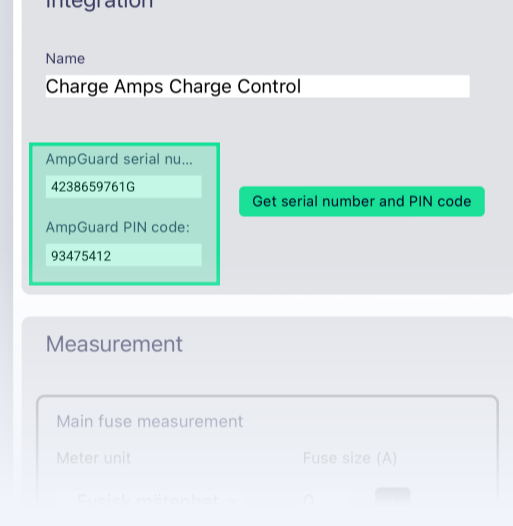 Integration
Name
Charge Amps Charge Control
AmpGuard serial nu...
4238659761G
Get serial number and PIN code
AmpGuard PIN code:
93475412
Measurement
Main fuse measurement
Meter unit
Fuse size (A)